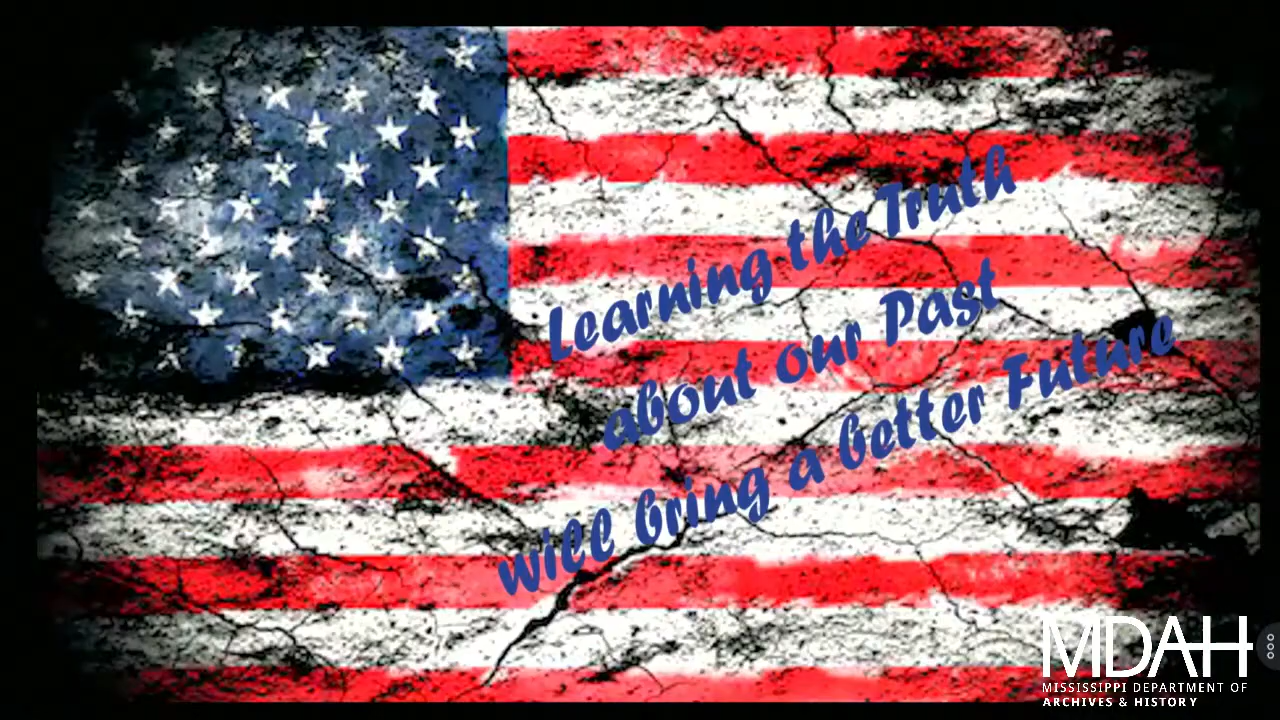 Learning the Truth
about our Past
will bring a better Future
MDAH
MISSISSIPPI DEPARTMENT OF
ARCHIVES & HISTORY